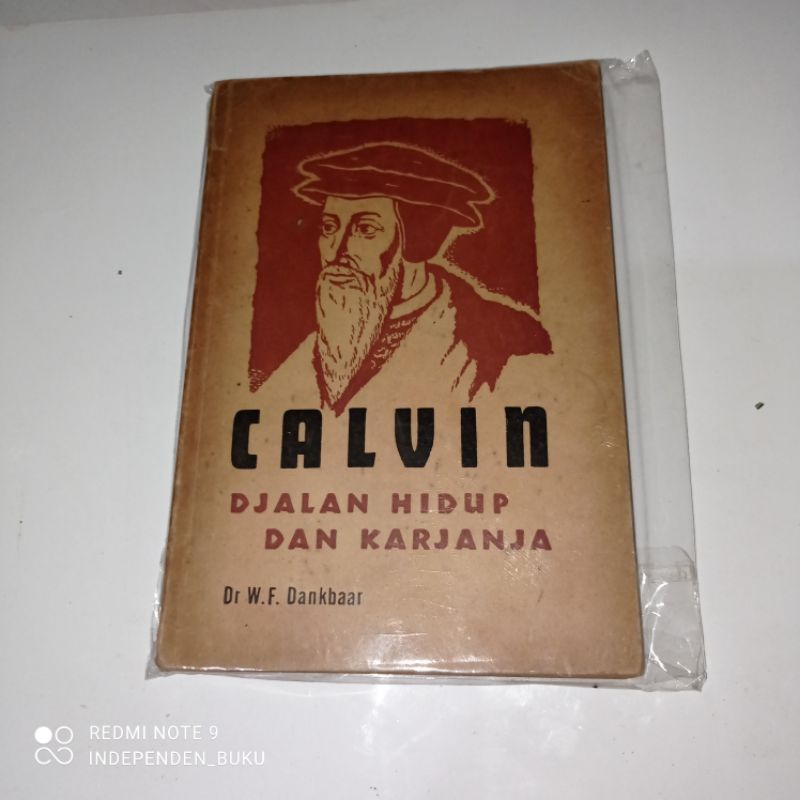 CALVIN
DJALAN HIDUP
DAN KARJANJA
Dr W.F. Dankbaar
REDMI NOTE 9
INDEPENDEN_BUKU